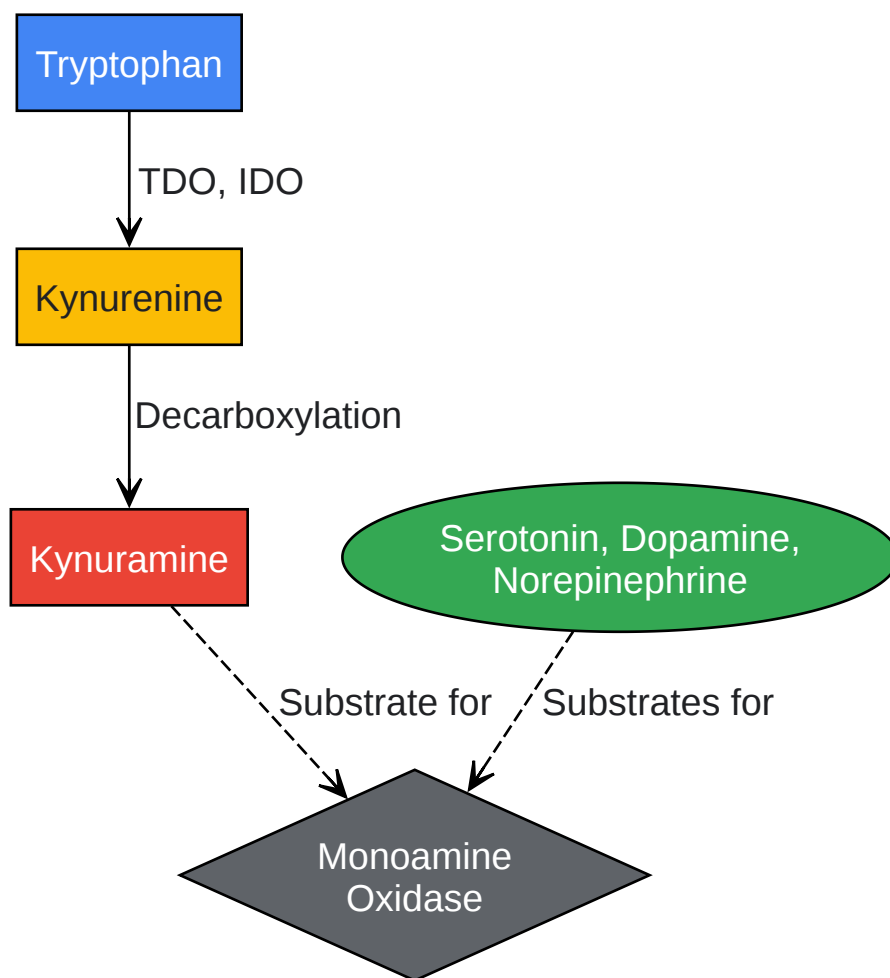 Tryptophan
TDO, IDO
Kynurenine
Decarboxylation
Kynuramine
Serotonin, Dopamine,
Norepinephrine
Substrate for
Substrates for
Monoamine
Oxidase